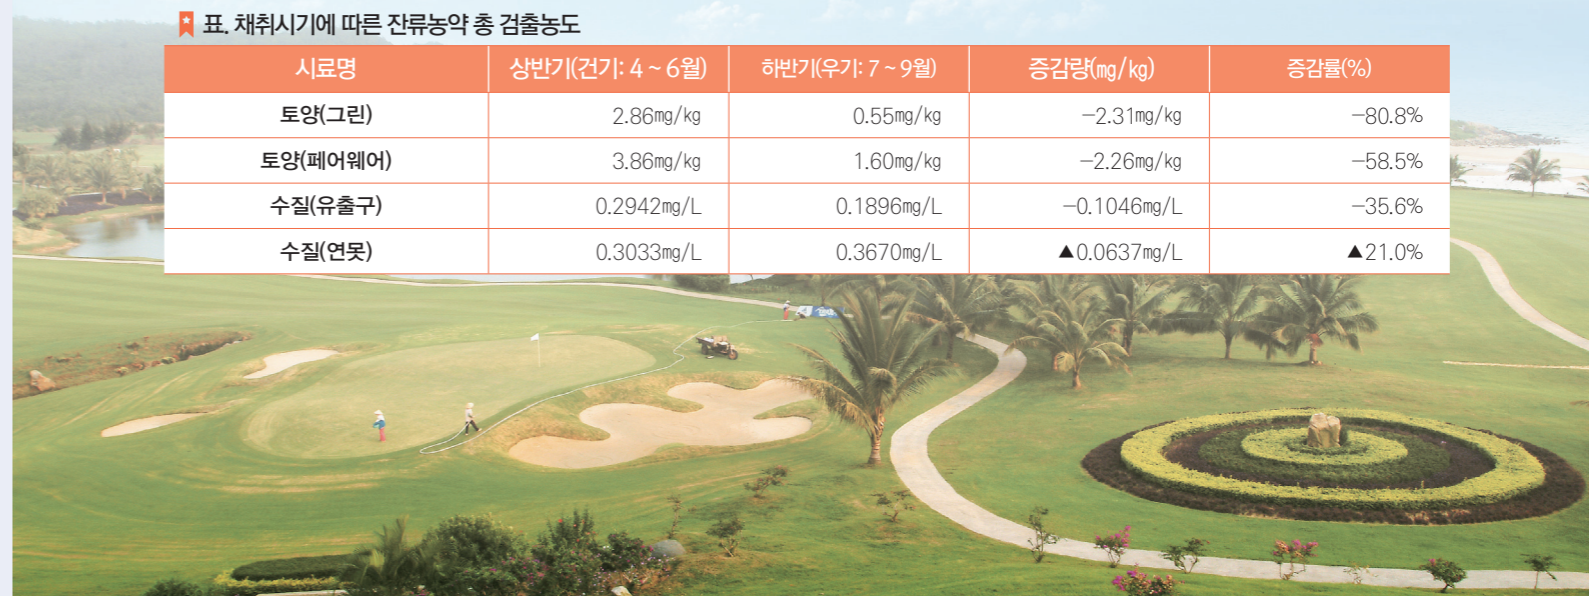 표. 채취시기에 따른 잔류농약 총 검출농도
시료명 상반기(건기: 4 ~ 6월) 하반기(우기: 7 ~ 9월) 증감량(㎎/㎏) 증감률(%)
토양(그린) 2.86㎎/㎏ 0.55㎎/㎏ −2.31㎎/㎏ −80.8%
토양(페어웨어) 3.86㎎/㎏ 1.60㎎/㎏ −2.26㎎/㎏ −58.5%
수질(유출구) 0.2942㎎/L 0.1896㎎/L −0.1046㎎/L −35.6%
수질(연못) 0.3033㎎/L 0.3670㎎/L ▲0.0637㎎/L ▲21.0%